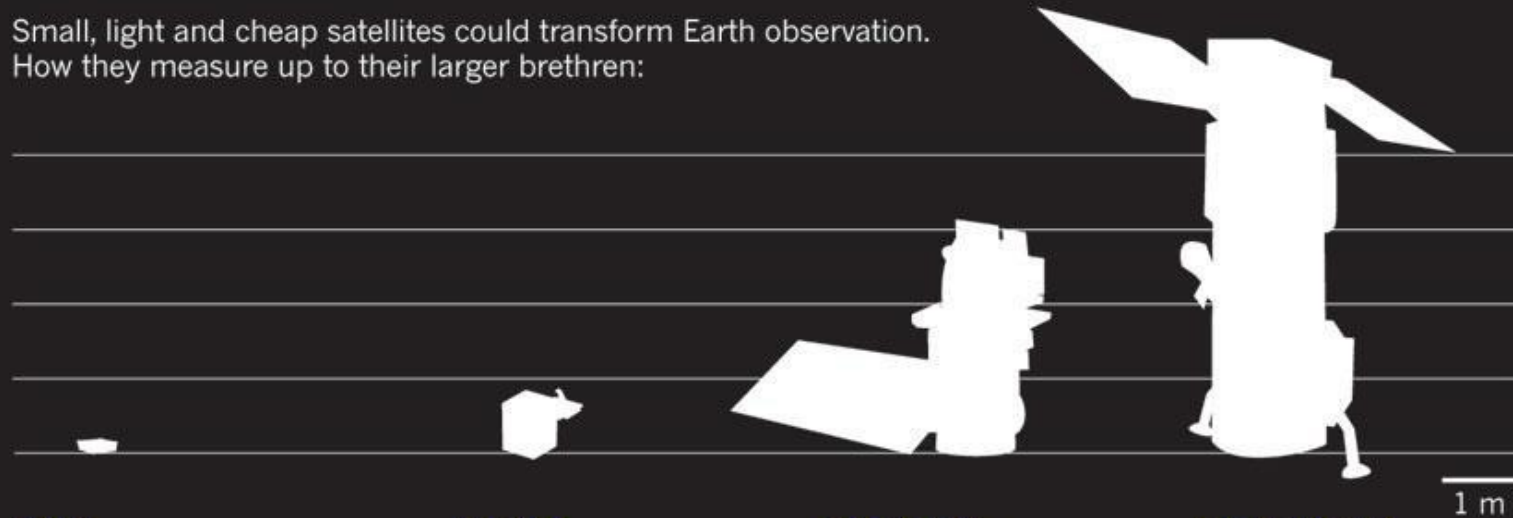 Small, light and cheap satellites could transform Earth observation.
How they measure up to their larger brethren:
1 m